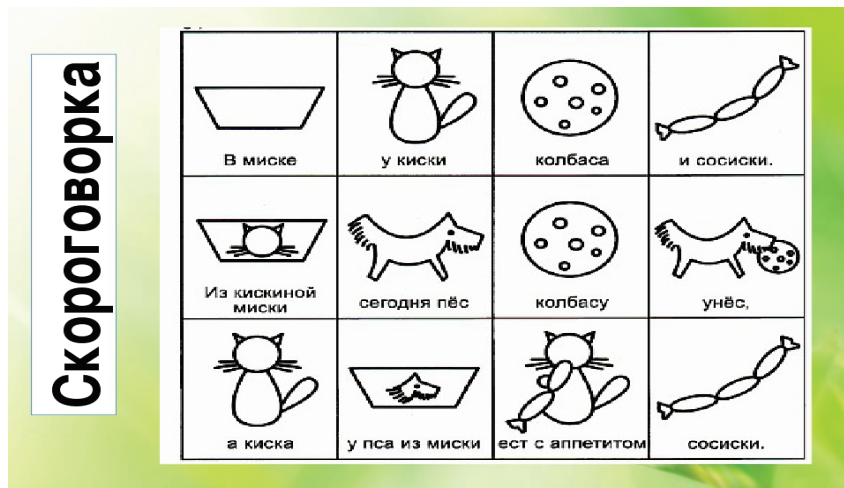 Скороговорка
В миске
у киски
колбаса
и сосиски.
Из кискиной
миски
сегодня пёс
колбасу
унёс,
а киска
у пса из миски
ест с аппетитом
сосиски.